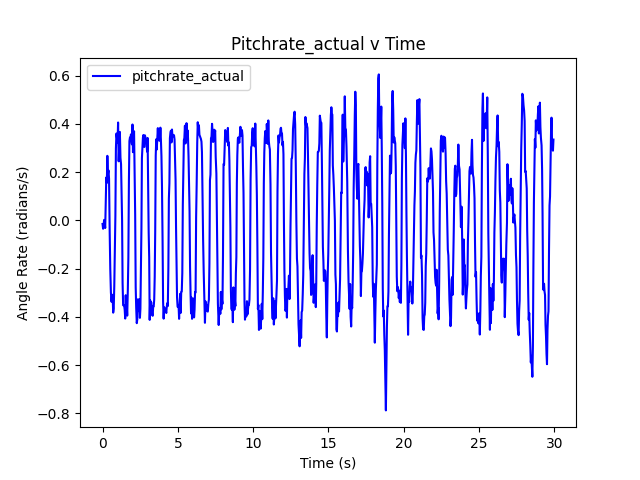 Pitchrate_actual v Time
pitchrate_actual
Angle Rate (radians/s)
0.6
0.4
0.2
0.0
−0.2
−0.4
−0.6
−0.8
0 5 10 15 20 25 30
Time (s)